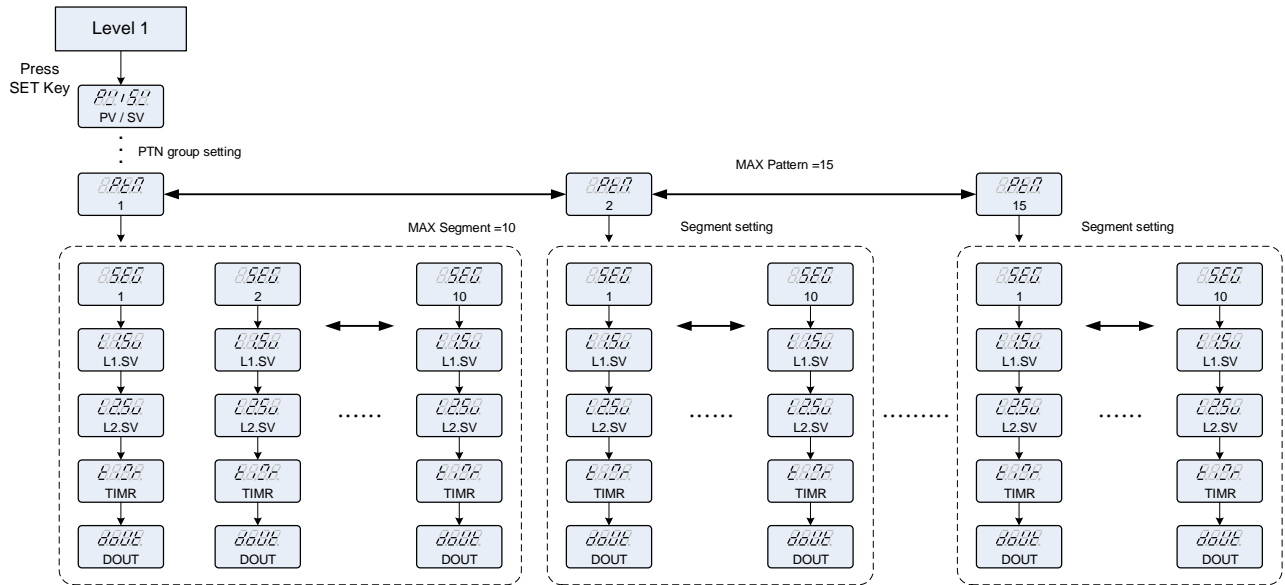 Level 1
Press
SET Key
PV / SV
PTN group setting
MAX Pattern =15
1
2
15
MAX Segment =10
Segment setting
Segment setting
1
2
10
1
10
1
10
L1.SV
L1.SV
L1.SV
L1.SV
L1.SV
L1.SV
L1.SV
L2.SV
L2.SV
L2.SV
L2.SV
L2.SV
L2.SV
L2.SV
TIMR
TIMR
TIMR
TIMR
TIMR
TIMR
TIMR
DOUT
DOUT
DOUT
DOUT
DOUT
DOUT
DOUT